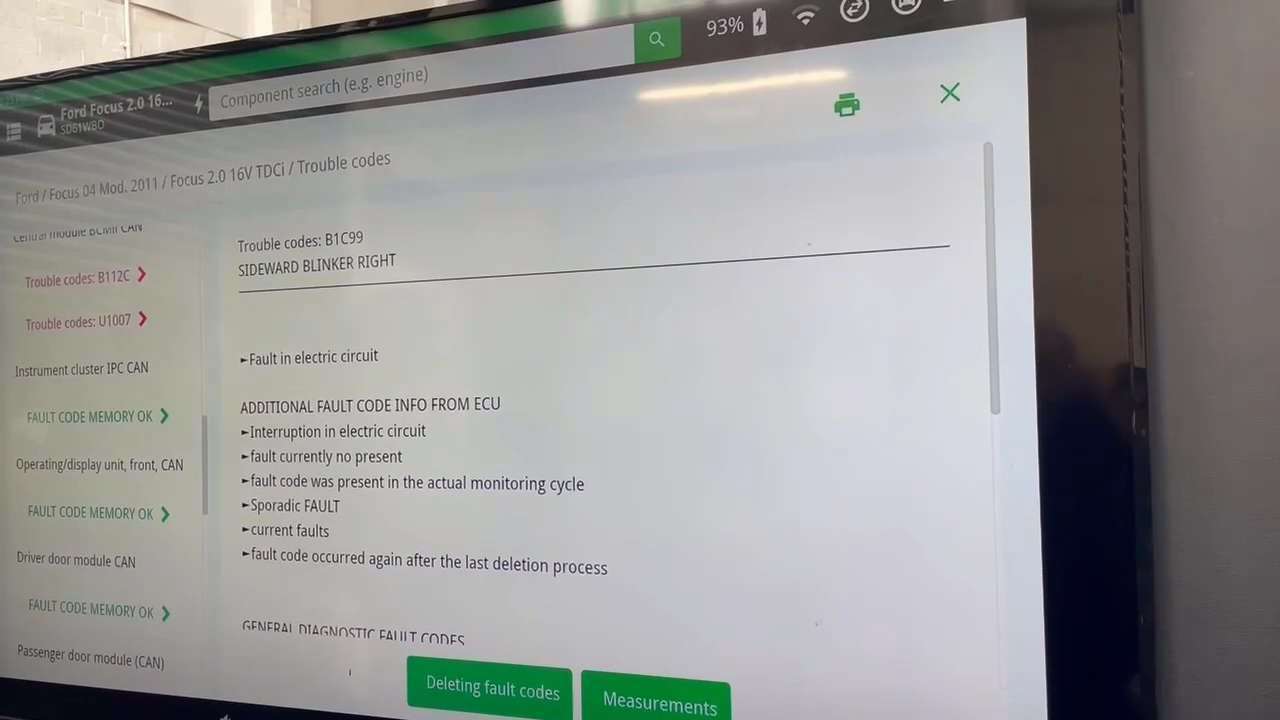 93%
Component search (e.g. engine)
Ford Focus 2.0 16...
SD61WBO
Ford / Focus 04 Mod. 2011 / Focus 2.0 16V TDCi / Trouble codes
Central module BCMii CAN
Trouble codes: B112C
Trouble codes: U1007
Instrument cluster IPC CAN
FAULT CODE MEMORY OK
Operating/display unit, front, CAN
FAULT CODE MEMORY OK
Driver door module CAN
FAULT CODE MEMORY OK
Passenger door module (CAN)
Trouble codes: B1C99
SIDEWARD BLINKER RIGHT
►Fault in electric circuit
ADDITIONAL FAULT CODE INFO FROM ECU
►Interruption in electric circuit
►fault currently no present
►fault code was present in the actual monitoring cycle
►Sporadic FAULT
►current faults
►fault code occurred again after the last deletion process
GENERAL DIAGNOSTIC FAULT CODES
Deleting fault codes
Measurements